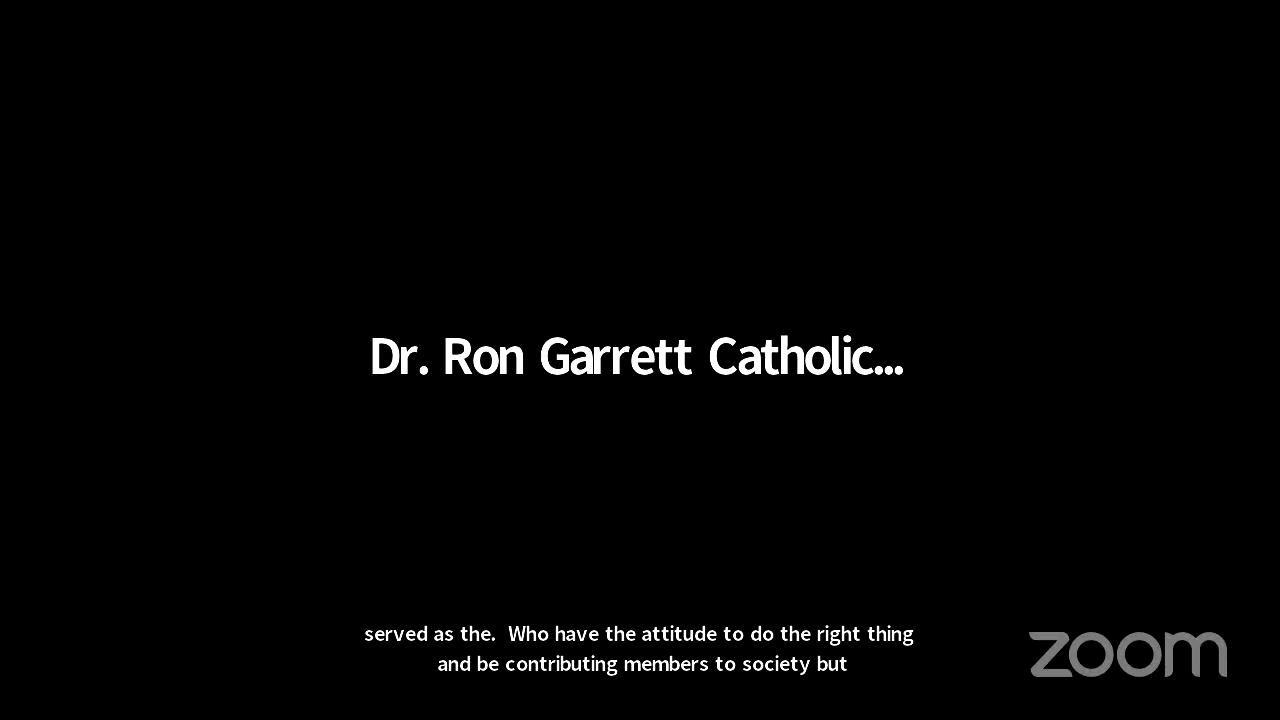 Dr. Ron Garrett Catholic...
served as the.  Who have the attitude to do the right thing
and be contributing members to society but
zoom